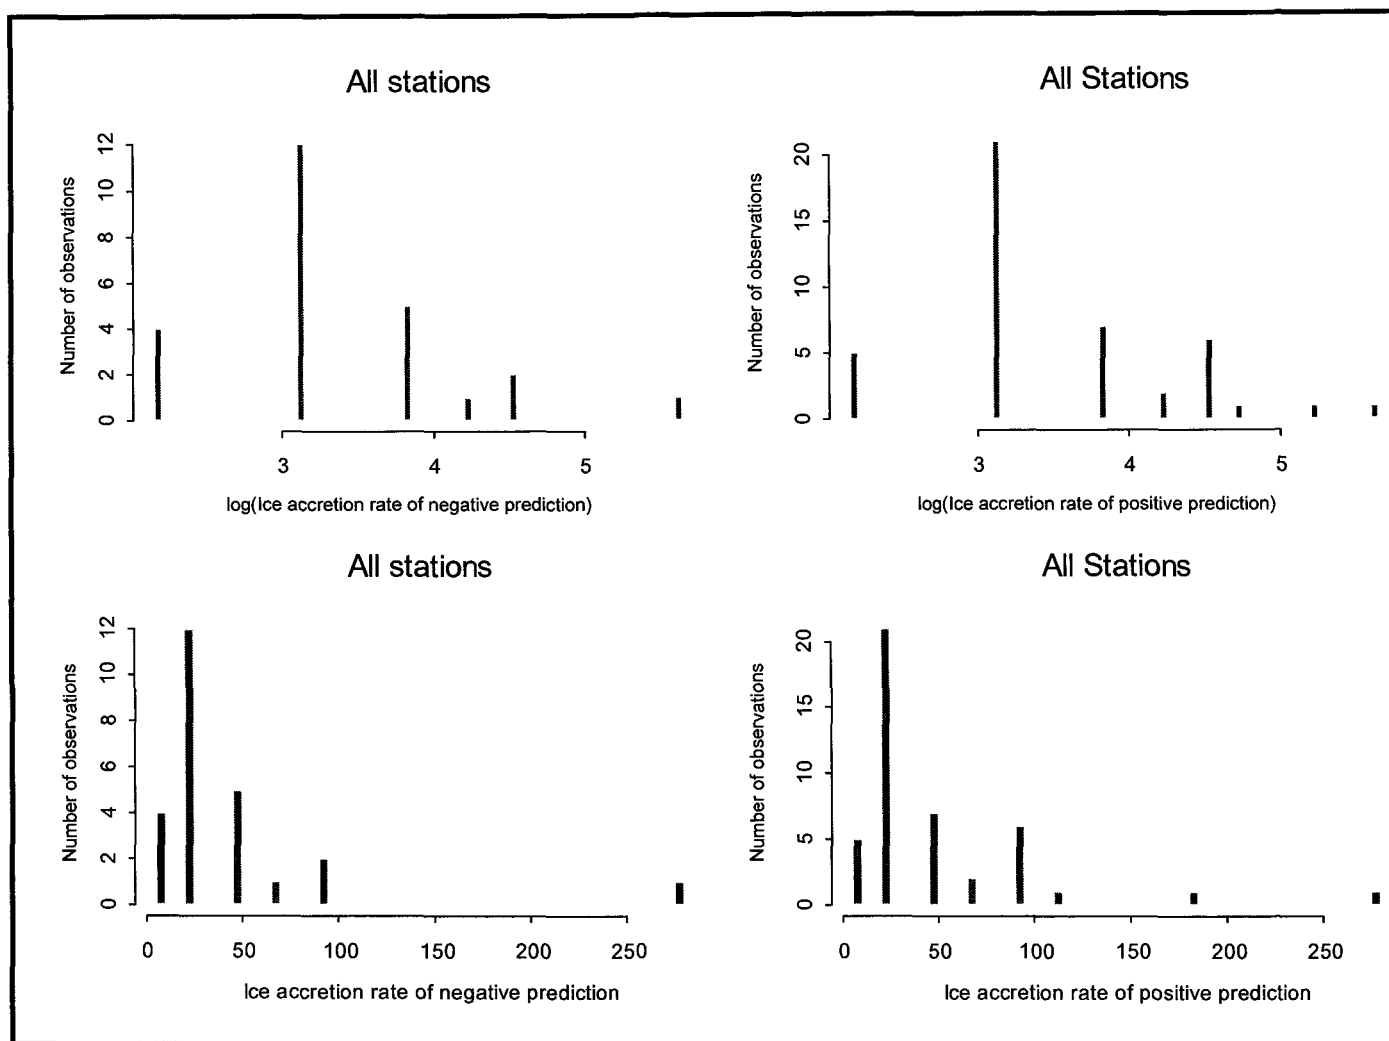 All stations
Number of observations
12
10
8
6
4
2
0
3 4 5
log(Ice accretion rate of negative prediction)
All Stations
Number of observations
20
15
10
5
0
3 4 5
log(Ice accretion rate of positive prediction)
All stations
Number of observations
12
10
8
6
4
2
0
0 50 100 150 200 250
Ice accretion rate of negative prediction
All Stations
Number of observations
20
15
10
5
0
0 50 100 150 200 250
Ice accretion rate of positive prediction